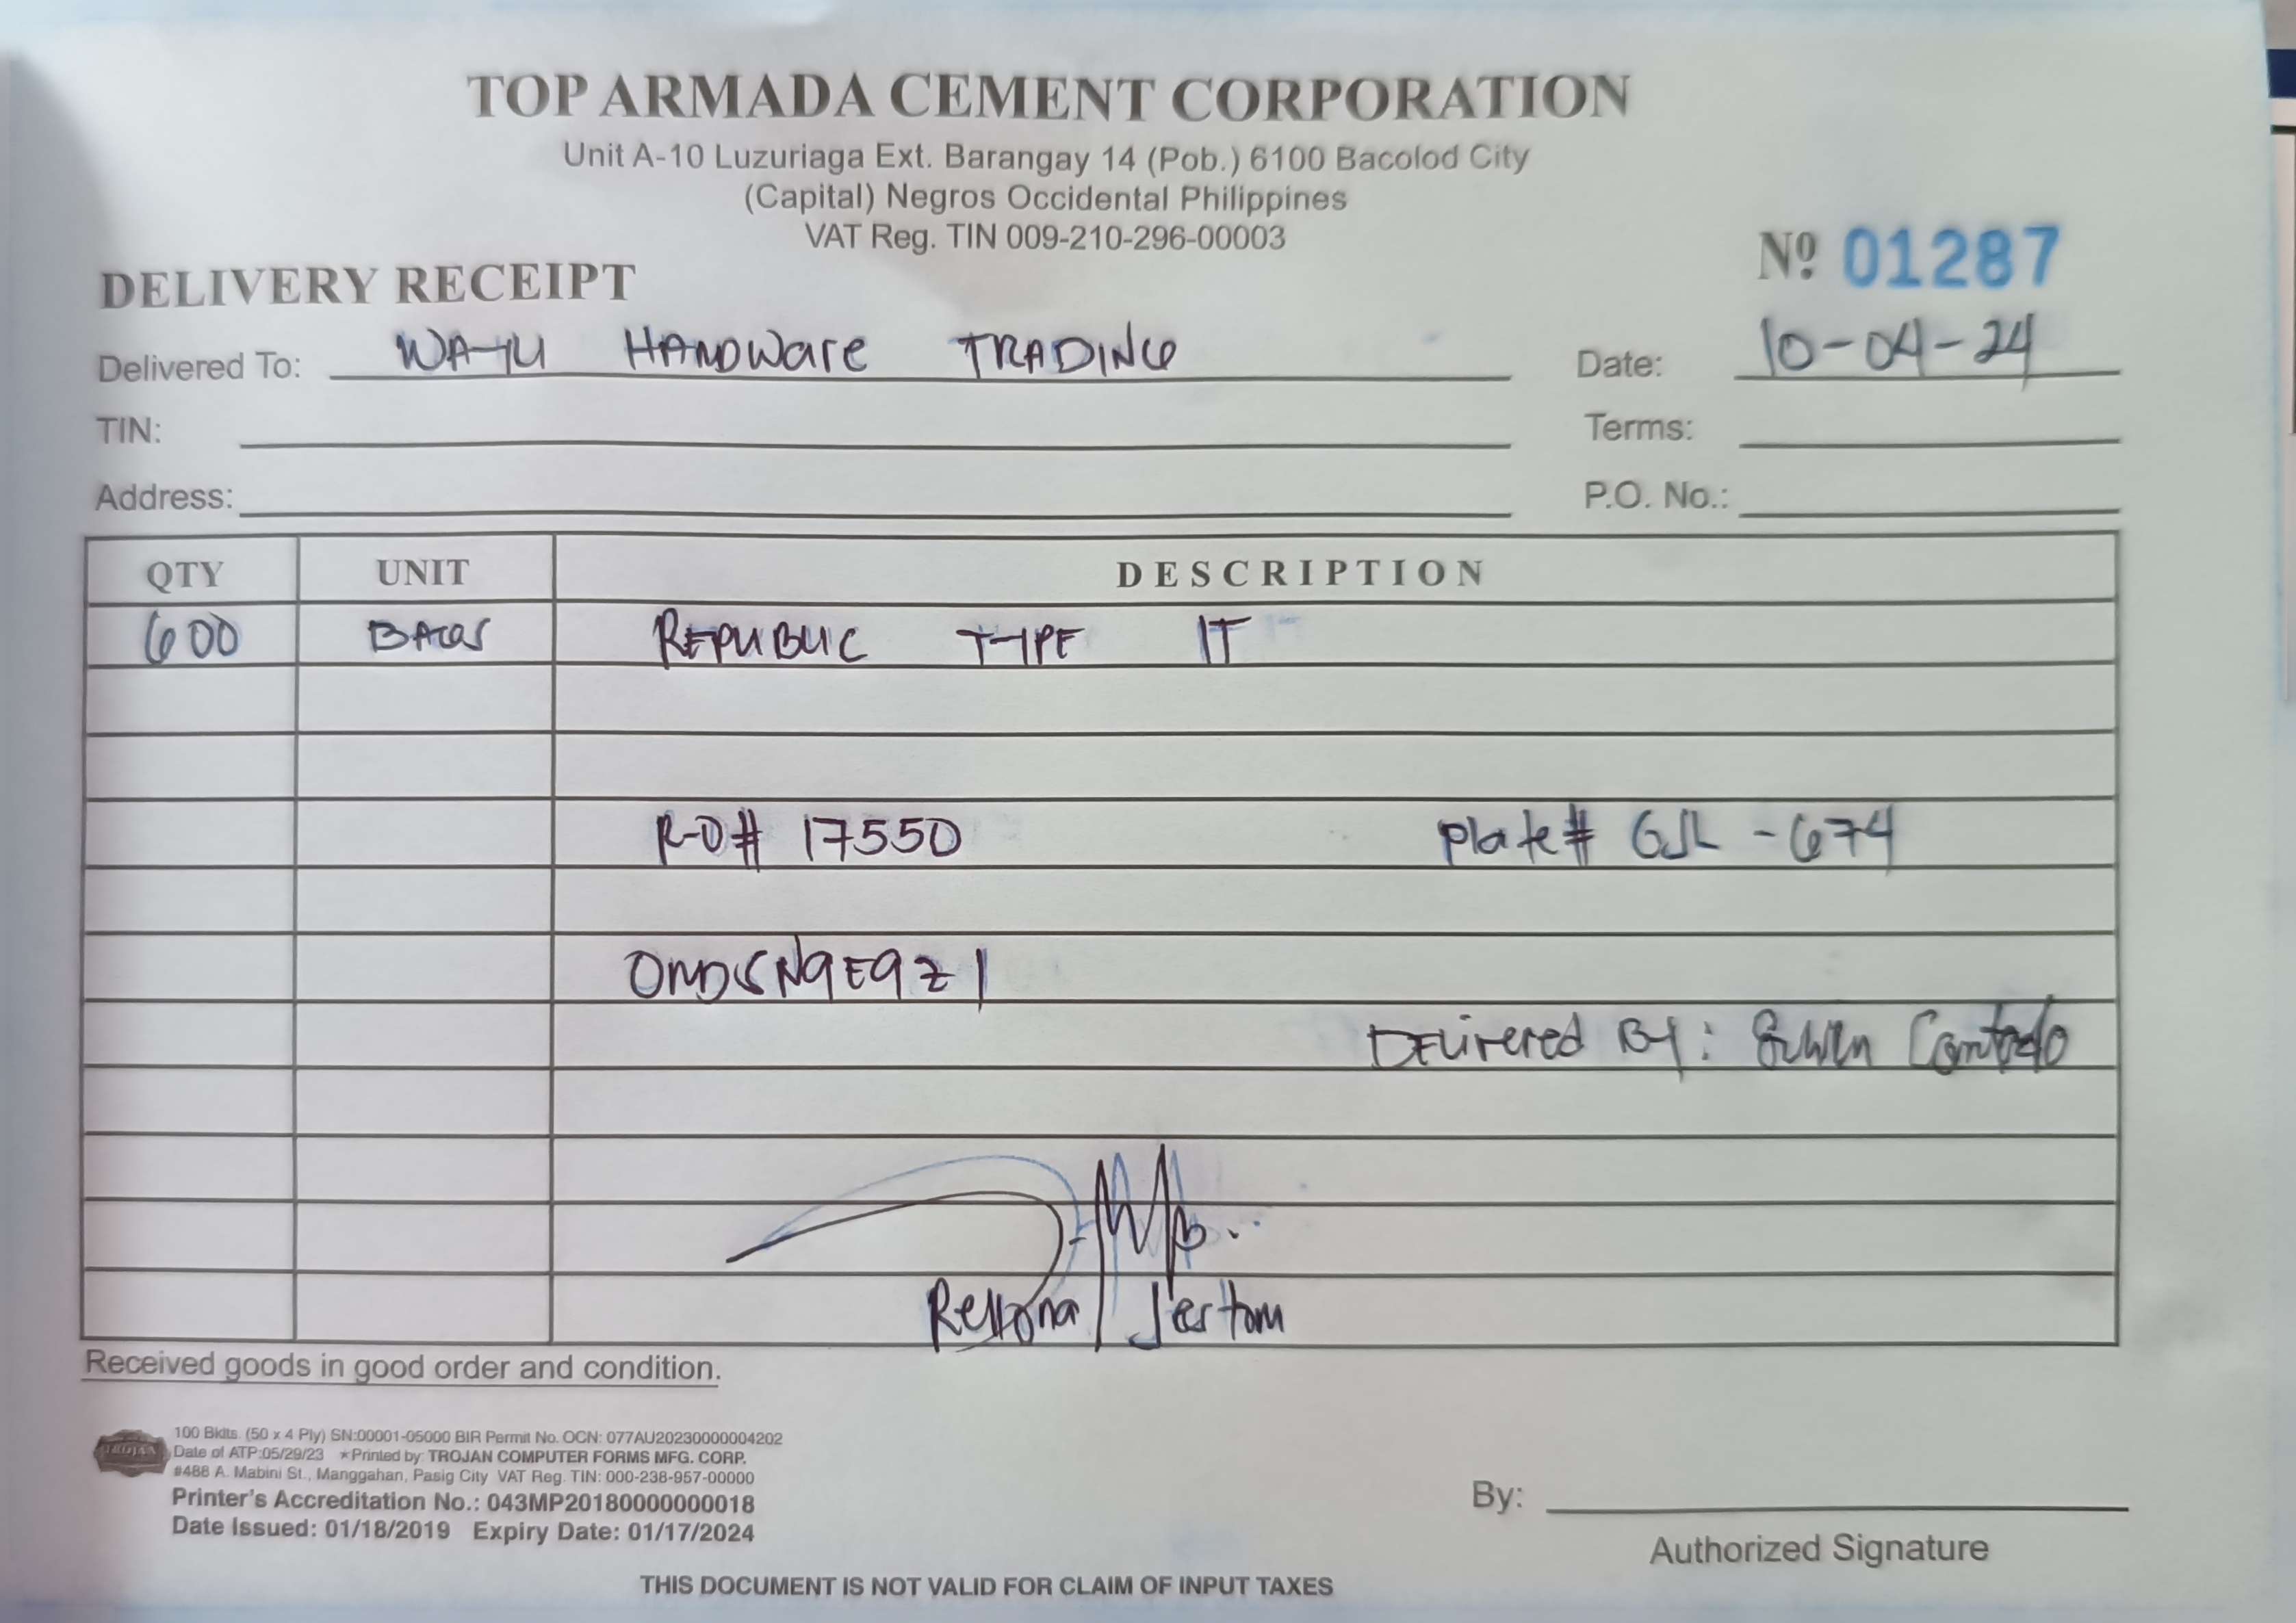 TOP ARMADA CEMENT CORPORATION
Unit A-10 Luzuriaga Ext. Barangay 14 (Pob.) 6100 Bacolod City
(Capital) Negros Occidental Philippines
VAT Reg. TIN 009-210-296-00003
Nº 01287
DELIVERY RECEIPT
Delivered To: WA-YU HARDWare TRADING
Date: 10-04-24
TIN:
Terms:
Address:
P.O. No.:
QTY UNIT DESCRIPTION
600 BAGS REPUBLIC TYPE 1T
R-O# 17550 Plate# GJL-674
DELivered By:
Jertom
Received goods in good order and condition.
TROJAN
100 Bklts. (50 x 4 Ply) SN:00001-05000 BIR Permit No. OCN: 077AU20230000004202
Date of ATP:05/29/23 ★Printed by: TROJAN COMPUTER FORMS MFG. CORP.
#488 A. Mabini St., Manggahan, Pasig City VAT Reg. TIN: 000-238-957-00000
Printer's Accreditation No.: 043MP20180000000018
Date Issued: 01/18/2019 Expiry Date: 01/17/2024
By:
Authorized Signature
THIS DOCUMENT IS NOT VALID FOR CLAIM OF INPUT TAXES